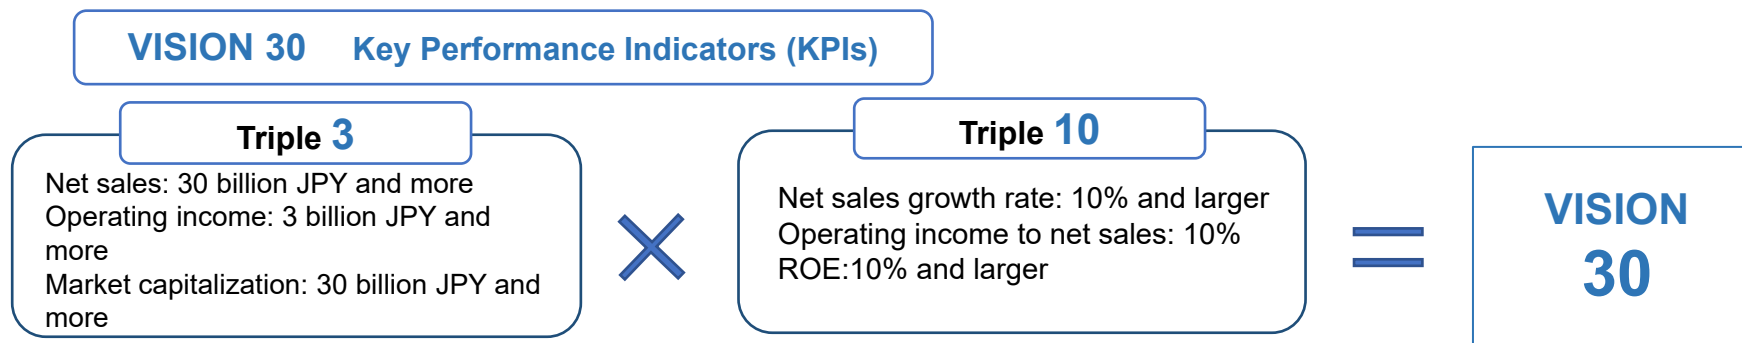 VISION 30 Key Performance Indicators (KPIs)
Triple 3
Net sales: 30 billion JPY and more
Operating income: 3 billion JPY and
more
Market capitalization: 30 billion JPY and
more
Triple 10
Net sales growth rate: 10% and larger
Operating income to net sales: 10%
ROE:10% and larger
VISION
30